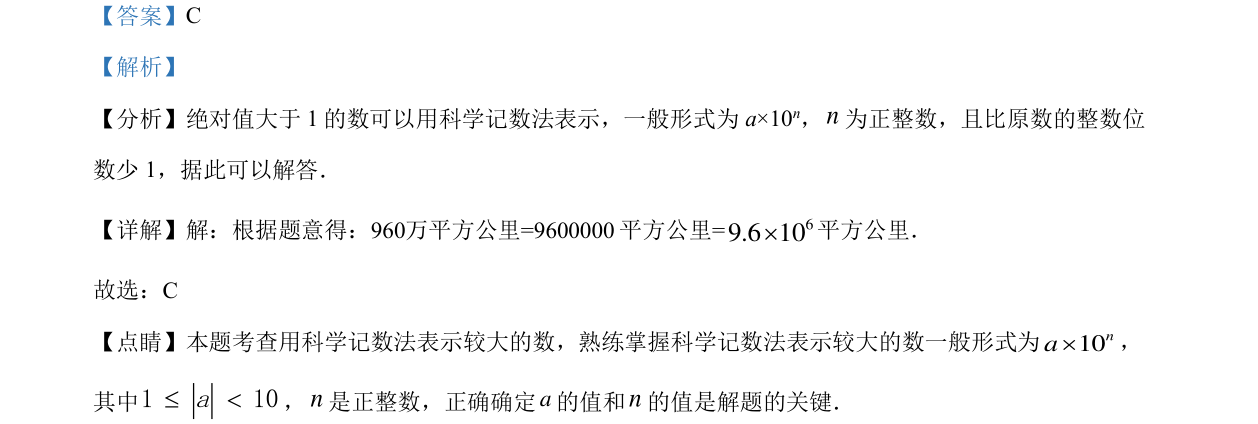 【答案】C
【解析】
【分析】绝对值大于 1 的数可以用科学记数法表示，一般形式为 a×10ⁿ， n 为正整数，且比原数的整数位
数少 1，据此可以解答．
【详解】解：根据题意得：960万平方公里=9600000 平方公里=9.6×10⁶平方公里．
故选：C
【点睛】本题考查用科学记数法表示较大的数，熟练掌握科学记数法表示较大的数一般形式为 a×10ⁿ，
其中1 ≤ |a| < 10， n 是正整数，正确确定 a 的值和 n 的值是解题的关键．